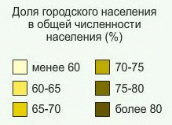 Доля городского населения
в общей численности
населения (%)
менее 60
60-65
65-70
70-75
75-80
более 80